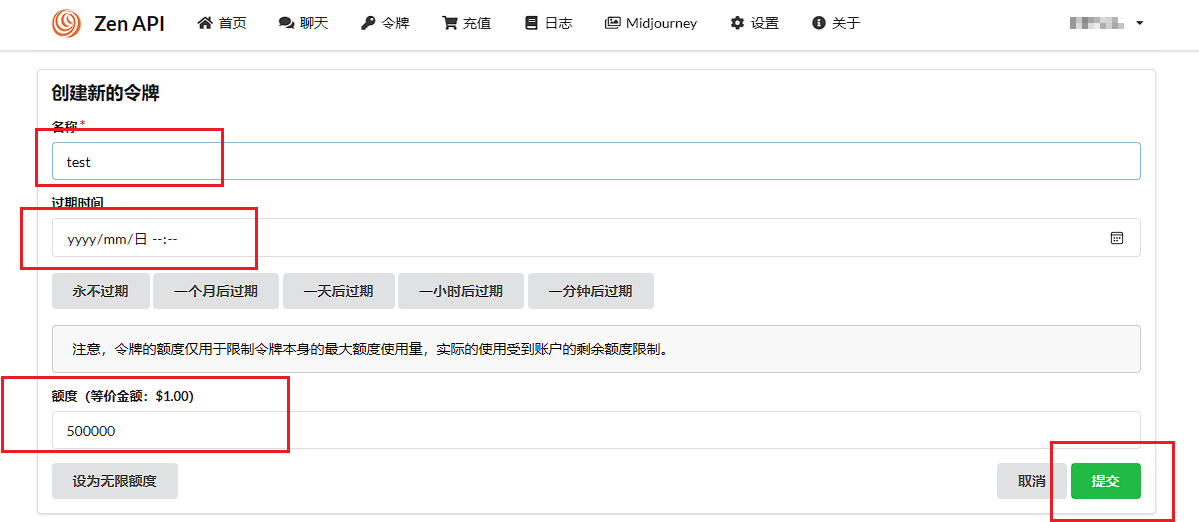 Zen API 首页 聊天 令牌 充值 日志 Midjourney 设置 关于
创建新的令牌
名称*
test
过期时间
yyyy/mm/日 --:--
永不过期 一个月后过期 一天后过期 一小时后过期 一分钟后过期
注意，令牌的额度仅用于限制令牌本身的最大额度使用量，实际的使用受到账户的剩余额度限制。
额度（等价金额：$1.00）
500000
设为无限额度 取消 提交